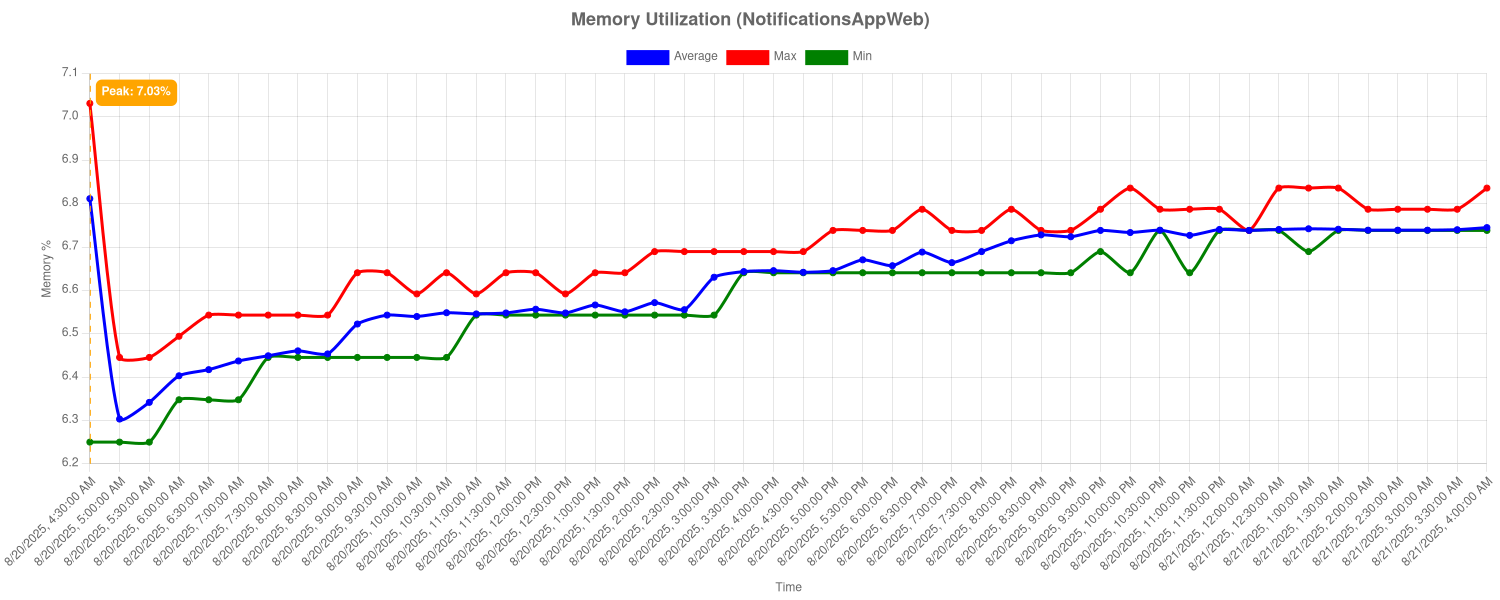 Memory Utilization (NotificationsAppWeb)
Average Max Min
Peak: 7.03%
7.1
7.0
6.9
6.8
6.7
6.6
6.5
6.4
6.3
6.2
Memory %
8/20/2025, 4:30:00 AM
8/20/2025, 5:00:00 AM
8/20/2025, 5:30:00 AM
8/20/2025, 6:00:00 AM
8/20/2025, 6:30:00 AM
8/20/2025, 7:00:00 AM
8/20/2025, 7:30:00 AM
8/20/2025, 8:00:00 AM
8/20/2025, 8:30:00 AM
8/20/2025, 9:00:00 AM
8/20/2025, 9:30:00 AM
8/20/2025, 10:00:00 AM
8/20/2025, 10:30:00 AM
8/20/2025, 11:00:00 AM
8/20/2025, 11:30:00 AM
8/20/2025, 12:00:00 PM
8/20/2025, 12:30:00 PM
8/20/2025, 1:00:00 PM
8/20/2025, 1:30:00 PM
8/20/2025, 2:00:00 PM
8/20/2025, 2:30:00 PM
8/20/2025, 3:00:00 PM
8/20/2025, 3:30:00 PM
8/20/2025, 4:00:00 PM
8/20/2025, 4:30:00 PM
8/20/2025, 5:00:00 PM
8/20/2025, 5:30:00 PM
8/20/2025, 6:00:00 PM
8/20/2025, 6:30:00 PM
8/20/2025, 7:00:00 PM
8/20/2025, 7:30:00 PM
8/20/2025, 8:00:00 PM
8/20/2025, 8:30:00 PM
8/20/2025, 9:00:00 PM
8/20/2025, 9:30:00 PM
8/20/2025, 10:00:00 PM
8/20/2025, 10:30:00 PM
8/20/2025, 11:00:00 PM
8/20/2025, 11:30:00 PM
8/21/2025, 12:00:00 AM
8/21/2025, 12:30:00 AM
8/21/2025, 1:00:00 AM
8/21/2025, 1:30:00 AM
8/21/2025, 2:00:00 AM
8/21/2025, 2:30:00 AM
8/21/2025, 3:00:00 AM
8/21/2025, 3:30:00 AM
8/21/2025, 4:00:00 AM
Time